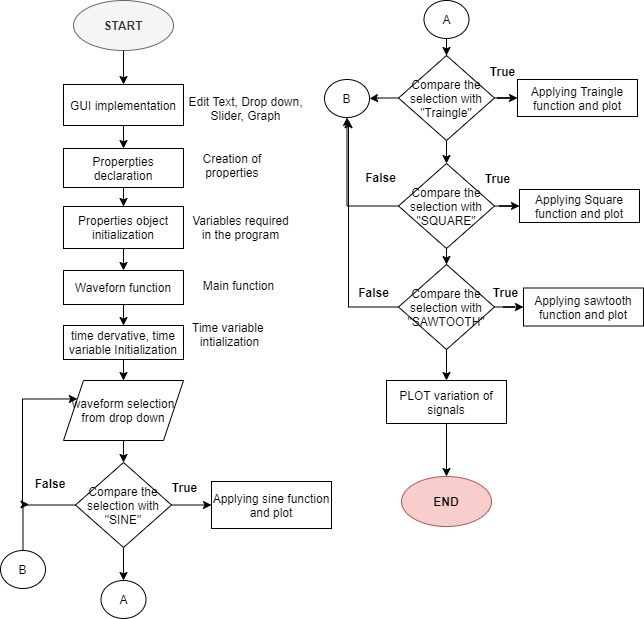 START
GUI implementation
Edit Text, Drop down,
Slider, Graph
Properpties
declaration
Creation of
properties
Properties object
initialization
Variables required
in the program
Waveforn function
Main function
time dervative, time
variable Initialization
Time variable
intialization
waveform selection
from drop down
False
Compare the
selection with
"SINE"
True
Applying sine function
and plot
B
A
A
Compare the
selection with
"Traingle"
True
Applying Traingle
function and plot
B
False
Compare the
selection with
"SQUARE"
True
Applying Square
function and plot
False
Compare the
selection with
"SAWTOOTH"
True
Applying sawtooth
function and plot
PLOT variation of
signals
END